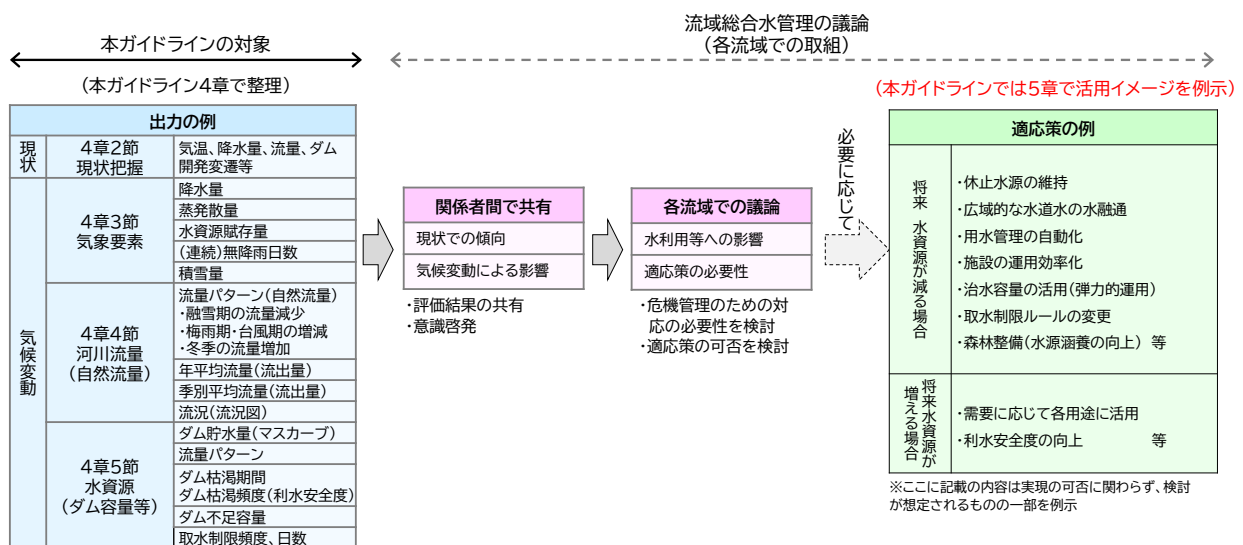 本ガイドラインの対象
(本ガイドライン4章で整理)
流域総合水管理の議論
(各流域での取組)
(本ガイドラインでは5章で活用イメージを例示)
出力の例
現状
4章2節
現状把握
気温、降水量、流量、ダム
開発変遷等
気候変動
4章3節
気象要素
降水量
蒸発散量
水資源賦存量
(連続)無降雨日数
積雪量
4章4節
河川流量
(自然流量)
流量パターン(自然流量)
・融雪期の流量減少
・梅雨期・台風期の増減
・冬季の流量増加
年平均流量(流出量)
季別平均流量(流出量)
流況(流況図)
4章5節
水資源
(ダム容量等)
ダム貯水量(マスカーブ)
流量パターン
ダム枯渇期間
ダム枯渇頻度(利水安全度)
ダム不足容量
取水制限頻度、日数
関係者間で共有
現状での傾向
気候変動による影響
・評価結果の共有
・意識啓発
各流域での議論
水利用等への影響
適応策の必要性
・危機管理のための対
応の必要性を検討
・適応策の可否を検討
必要に応じて
適応策の例
将来 水資源が減る場合
・休止水源の維持
・広域的な水道水の水融通
・用水管理の自動化
・施設の運用効率化
・治水容量の活用(弾力的運用)
・取水制限ルールの変更
・森林整備(水源涵養の向上) 等
将来水資源が
増える場合
・需要に応じて各用途に活用
・利水安全度の向上 等
※ここに記載の内容は実現の可否に関わらず、検討
が想定されるものの一部を例示